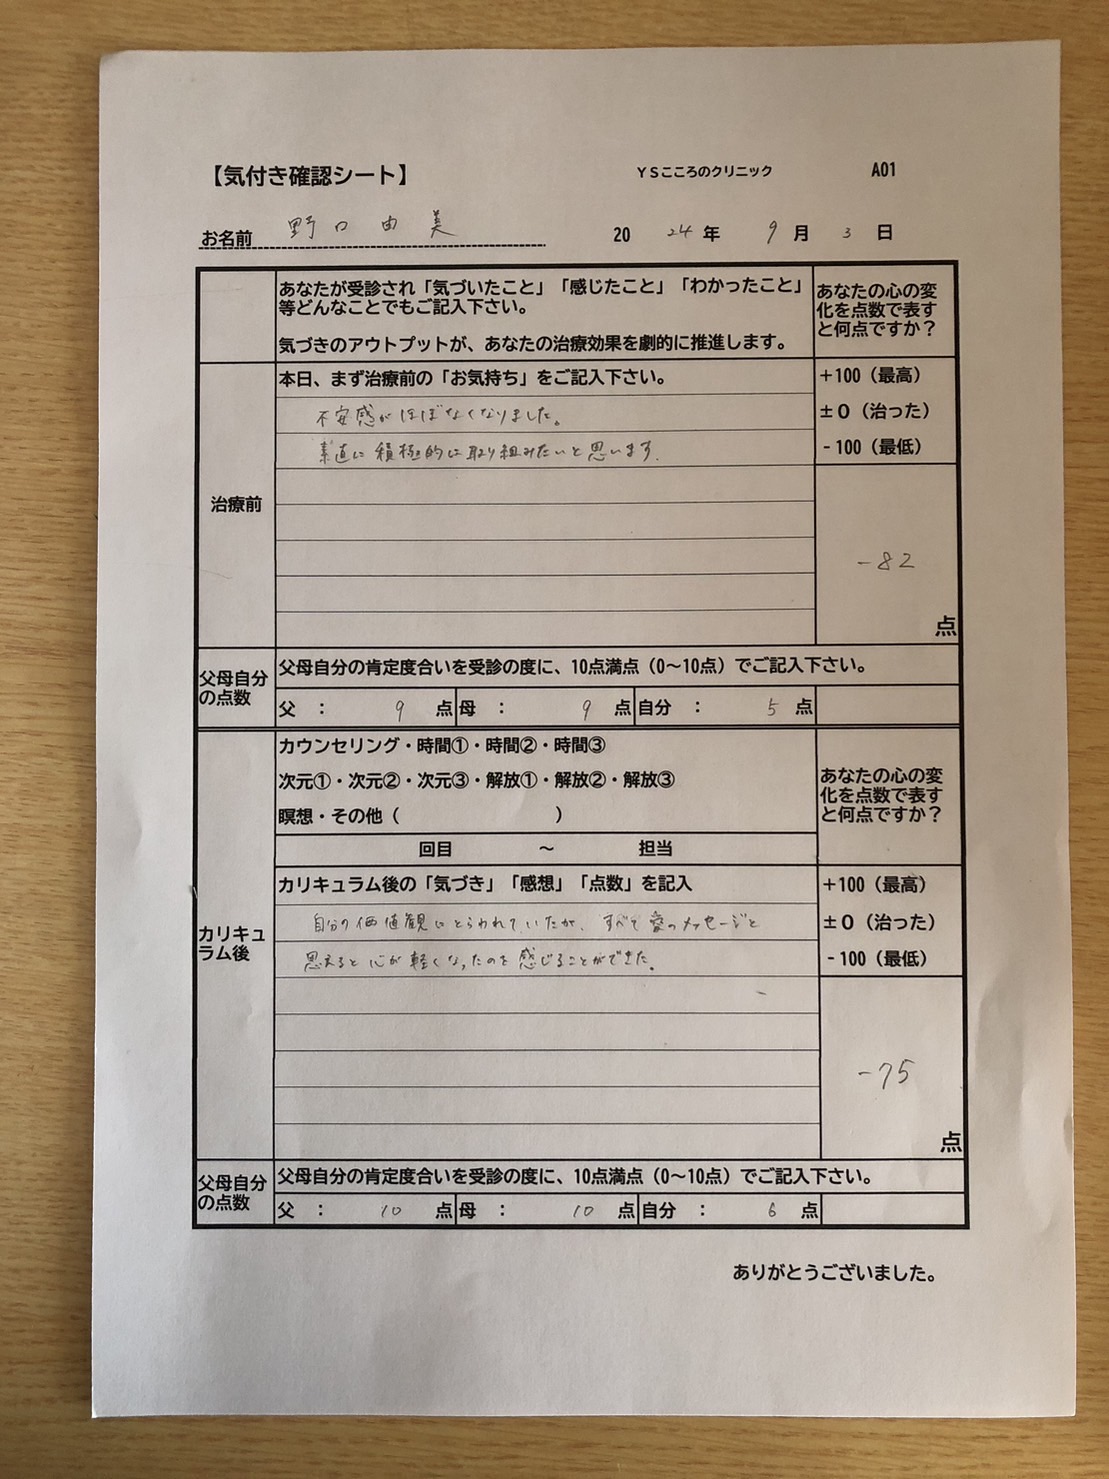 【気付き確認シート】 YSこころのクリニック A01
お名前 野口由美 2024年9月3日
あなたが受診され「気づいたこと」「感じたこと」「わかったこと」
等どんなことでもご記入下さい。
気づきのアウトプットが、あなたの治療効果を劇的に推進します。
あなたの心の変
化を点数で表す
と何点ですか？
治療前
本日、まず治療前の「お気持ち」をご記入下さい。
不安感がほぼなくなりました。
素直に積極的に取り組みたいと思います。
+100（最高）
±0（治った）
-100（最低）
-82
点
父母自分
の点数
父母自分の肯定度合いを受診の度に、10点満点（0～10点）でご記入下さい。
父 ： 9 点 母 ： 9 点 自分 ： 5 点
カリキュ
ラム後
カウンセリング・時間①・時間②・時間③
次元①・次元②・次元③・解放①・解放②・解放③
瞑想・その他（ ）
回目 ～ 担当
あなたの心の変
化を点数で表す
と何点ですか？
カリキュラム後の「気づき」「感想」「点数」を記入
自分の価値観にとらわれていたが、すべて愛のメッセージと
思えると心が軽くなったのを感じることができた。
+100（最高）
±0（治った）
-100（最低）
-75
点
父母自分
の点数
父母自分の肯定度合いを受診の度に、10点満点（0～10点）でご記入下さい。
父 ： 10 点 母 ： 10 点 自分 ： 6 点
ありがとうございました。